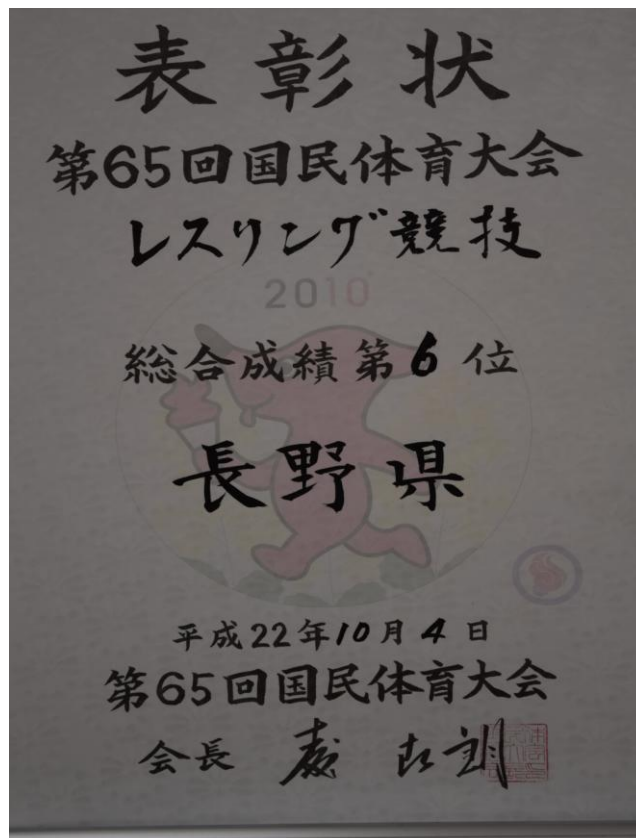 表彰状
第65回国民体育大会
レスリング競技
2010
総合成績第6位
長野県
平成22年10月4日
第65回国民体育大会
会長